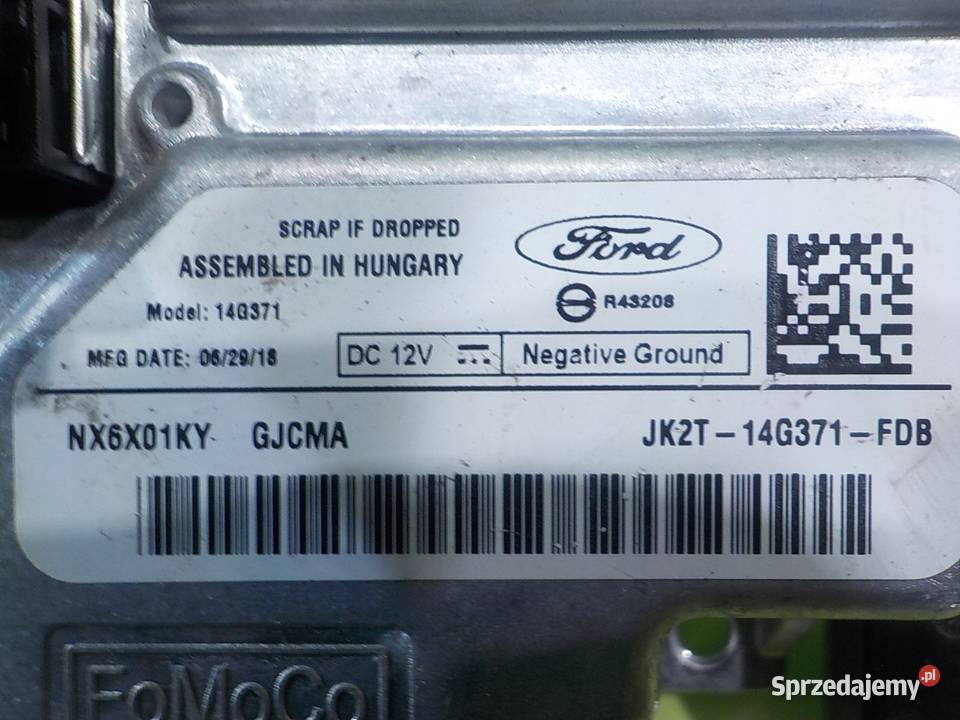 SCRAP IF DROPPED
ASSEMBLED IN HUNGARY
Ford
R43208
Model: 14G371
MFG DATE: 06/29/18
DC 12V
Negative Ground
NX6X01KY GJCMA
JK2T-14G371-FDB
FoMoCo
Sprzedajemy.pl